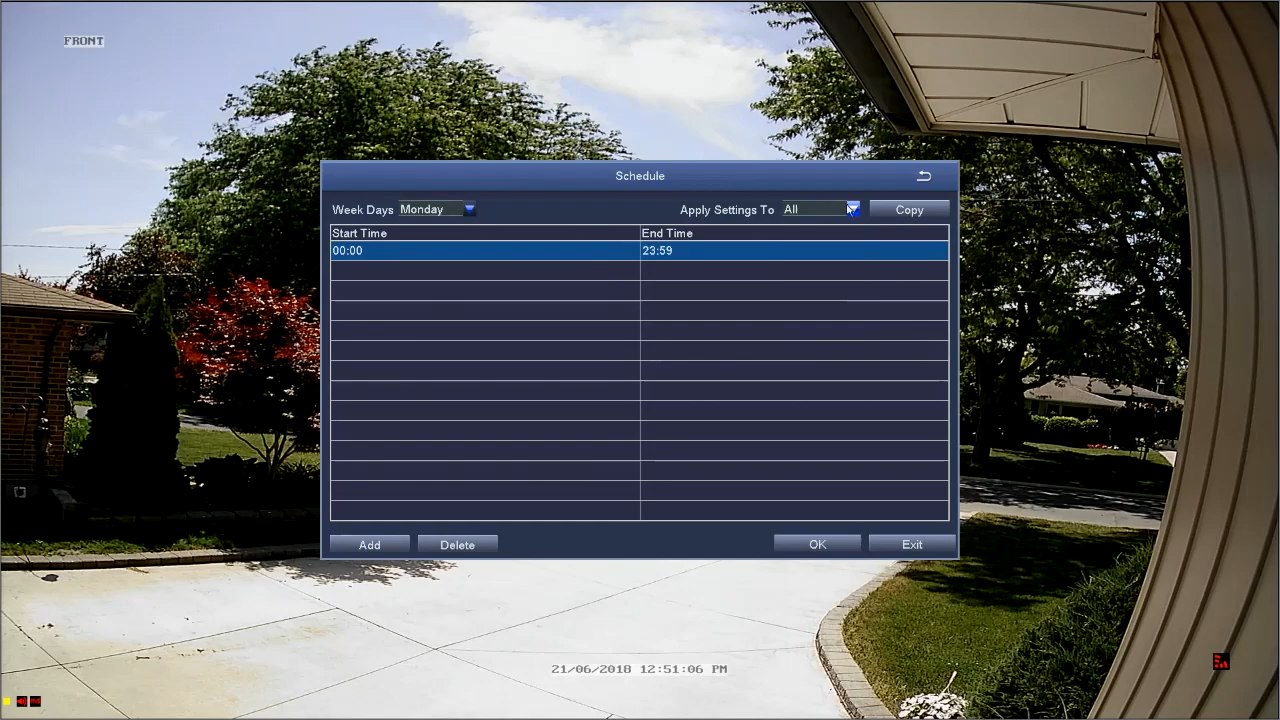 FRONT
Schedule
Week Days Monday Apply Settings To All Copy
Start Time End Time
00:00 23:59
Add Delete OK Exit
21/06/2018 12:51:06 PM